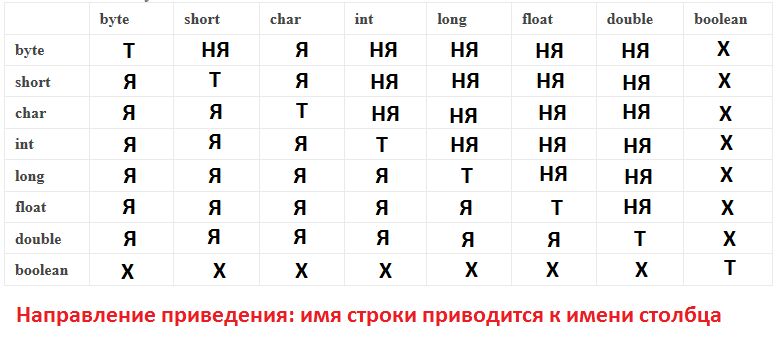 byte short char int long float double boolean
byte Т НЯ Я НЯ НЯ НЯ НЯ Х
short Я Т Я НЯ НЯ НЯ НЯ Х
char Я Я Т НЯ НЯ НЯ НЯ Х
int Я Я Я Т НЯ НЯ НЯ Х
long Я Я Я Я Т НЯ НЯ Х
float Я Я Я Я Я Т НЯ Х
double Я Я Я Я Я Я Т Х
boolean Х Х Х Х Х Х Х Т
Направление приведения: имя строки приводится к имени столбца